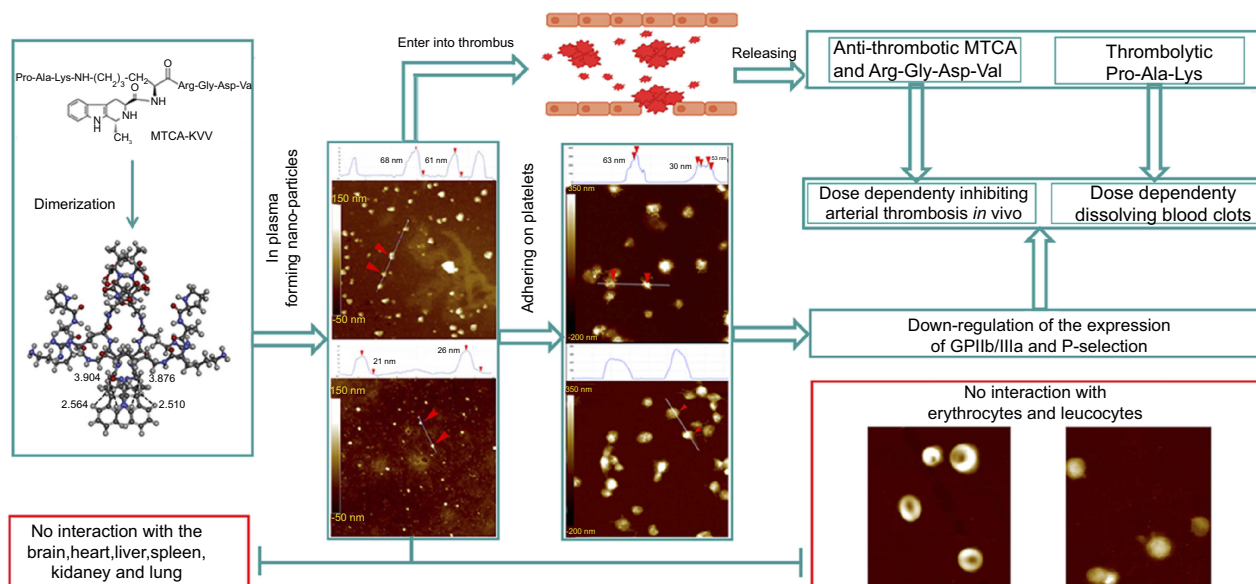 Pro-Ala-Lys-NH-(CH2)3-CH2
O
Arg-Gly-Asp-Va
O
NH
N
H
NH
CH3
MTCA-KVV
Dimerization
3.904
3.876
2.564
2.510
In plasma
forming nano-particles
Enter into thrombus
68 nm
61 nm
150 nm
-50 nm
21 nm
26 nm
150 nm
-50 nm
Adhering on platelets
63 nm
30 nm
53 nm
350 nm
-200 nm
350 nm
-200 nm
Releasing
Anti-thrombotic MTCA
and Arg-Gly-Asp-Val
Thrombolytic
Pro-Ala-Lys
Dose dependenty inhibiting
arterial thrombosis in vivo
Dose dependenty
dissolving blood clots
Down-regulation of the expression
of GPIIb/IIIa and P-selection
No interaction with
erythrocytes and leucocytes
No interaction with the
brain,heart,liver,spleen,
kidaney and lung